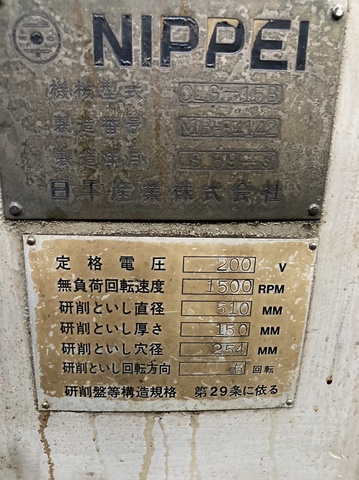 NIPPEI
機械型式
製造番号
製造年月
日平産業株式会社
定格電圧 200 V
無負荷回転速度 1500 RPM
研削といし直径 510 MM
研削といし厚さ 150 MM
研削といし穴径 254 MM
研削といし回転方向 右 回転
研削盤等構造規格 第29条に依る